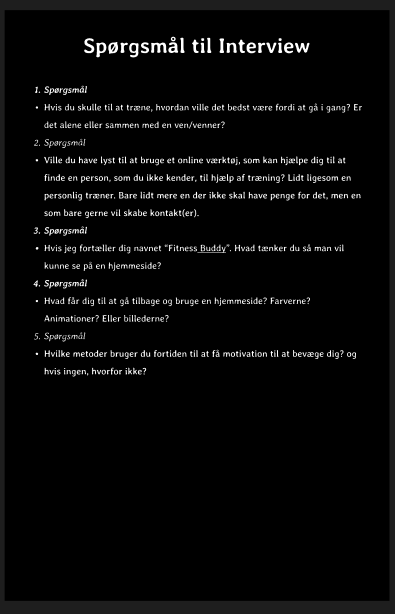 Spørgsmål til Interview
1. Spørgsmål
• Hvis du skulle til at træne, hvordan ville det bedst være fordi at gå i gang? Er
det alene eller sammen med en ven/venner?
2. Spørgsmål
• Ville du have lyst til at bruge et online værktøj, som kan hjælpe dig til at
finde en person, som du ikke kender, til hjælp af træning? Lidt ligesom en
personlig træner. Bare lidt mere en der ikke skal have penge for det, men en
som bare gerne vil skabe kontakt(er).
3. Spørgsmål
• Hvis jeg fortæller dig navnet “Fitness Buddy”. Hvad tænker du så man vil
kunne se på en hjemmeside?
4. Spørgsmål
• Hvad får dig til at gå tilbage og bruge en hjemmeside? Farverne?
Animationer? Eller billederne?
5. Spørgsmål
• Hvilke metoder bruger du fortiden til at få motivation til at bevæge dig? og
hvis ingen, hvorfor ikke?